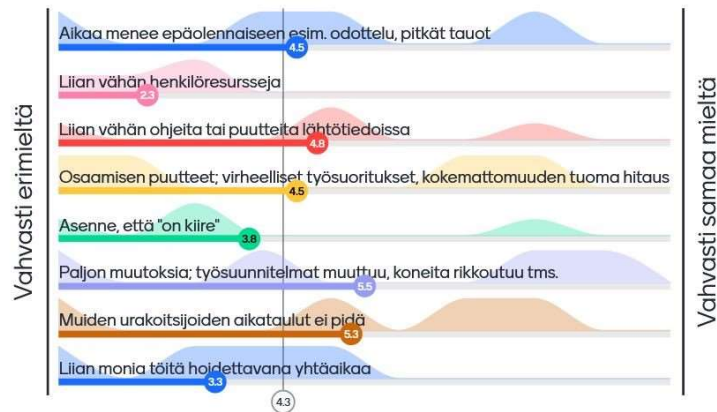 Vahvasti erimieltä
Aikaa menee epäolennaiseen esim. odottelu, pitkät tauot
4.5
Liian vähän henkilöresursseja
2.3
Liian vähän ohjeita tai puutteita lähtötiedoissa
4.8
Osaamisen puutteet; virheelliset työsuoritukset, kokemattomuuden tuoma hitaus
4.5
Asenne, että "on kiire"
3.8
Paljon muutoksia; työsuunnitelmat muuttuu, koneita rikkoutuu tms.
5.5
Muiden urakoitsijoiden aikataulut ei pidä
5.3
Liian monia töitä hoidettavana yhtäaikaa
3.3
4.3
Vahvasti samaa mieltä